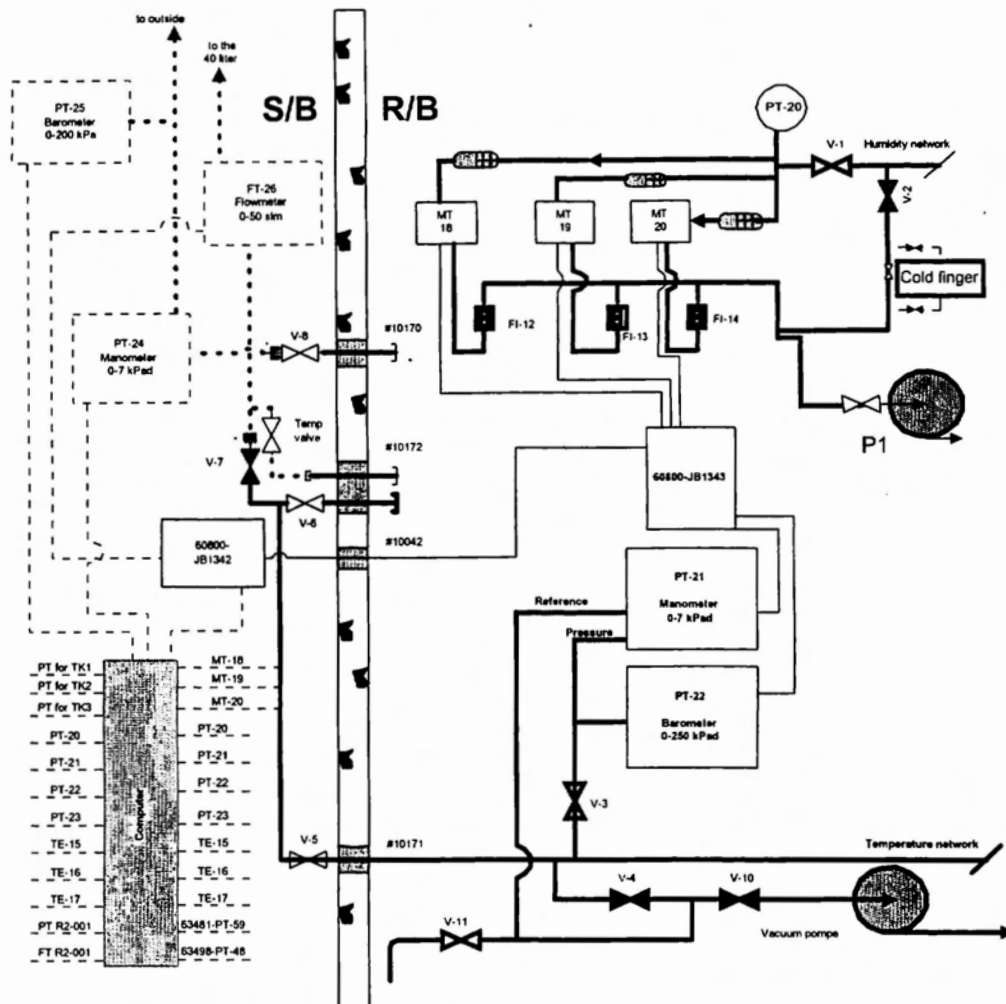 to outside
to the
40 liter
PT-25
Barometer
0-200 kPa
S/B
R/B
PT-20
V-1
Humidity network
V-2
FT-26
Flowmeter
0-50 slm
MT
18
MT
19
MT
20
Cold finger
FI-12
FI-13
FI-14
PT-24
Manometer
0-7 kPad
V-8
#10170
P1
Temp
valve
V-7
#10172
V-6
60800-JB1343
60800-
JB1342
#10042
PT-21
Manometer
0-7 kPad
Reference
Pressure
PT-22
Barometer
0-250 kPad
PT for TK1
PT for TK2
PT for TK3
PT-20
PT-21
PT-22
PT-23
TE-15
TE-16
TE-17
PT R2-001
FT R2-001
Computer
MT-18
MT-19
MT-20
PT-20
PT-21
PT-22
PT-23
TE-15
TE-16
TE-17
63481-PT-59
63498-PT-48
V-3
V-5
#10171
Temperature network
V-4
V-10
V-11
Vacuum pompe